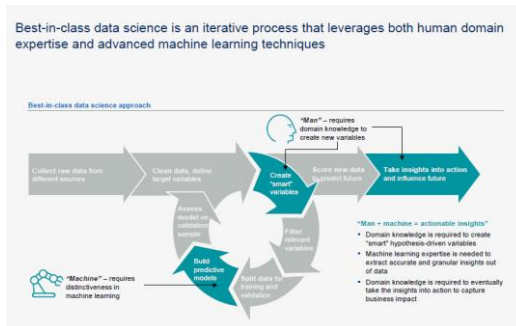 Best-in-class data science is an iterative process that leverages both human domain
expertise and advanced machine learning techniques
Best-in-class data science approach
"Man" – requires
domain knowledge to
create new variables
Collect raw data from
different sources
Clean data, define
target variables
Create
"smart"
variables
Score new data
to predict future
Take insights into action
and influence future
Assess
model on
validation
sample
Filter
relevant
variables
Build
predictive
models
Split data for
training and
validation
"Machine" – requires
distinctiveness in
machine learning
"Man + machine = actionable insights"
• Domain knowledge is required to create
"smart" hypothesis-driven variables
• Machine learning expertise is needed to
extract accurate and granular insights out
of data
• Domain knowledge is required to eventually
take the insights into action to capture
business impact